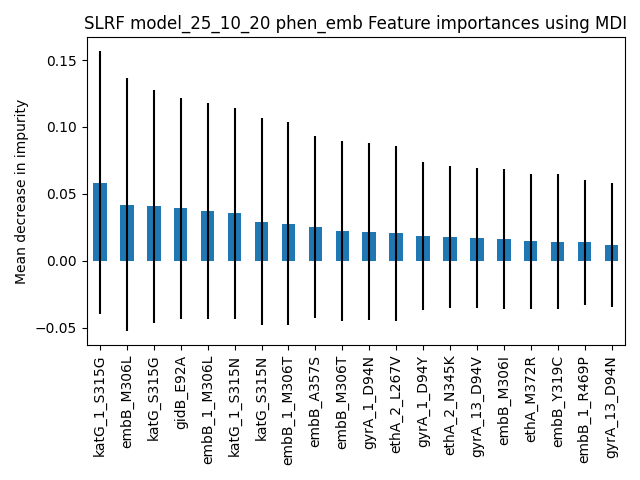 SLRF model_25_10_20 phen_emb Feature importances using MDI
Mean decrease in impurity
0.15
0.10
0.05
0.00
−0.05
katG_1_S315G
embB_M306L
katG_S315G
gidB_E92A
embB_1_M306L
katG_1_S315N
katG_S315N
embB_1_M306T
embB_A357S
embB_M306T
gyrA_1_D94N
ethA_2_L267V
gyrA_1_D94Y
ethA_2_N345K
gyrA_13_D94V
embB_M306I
ethA_M372R
embB_Y319C
embB_1_R469P
gyrA_13_D94N